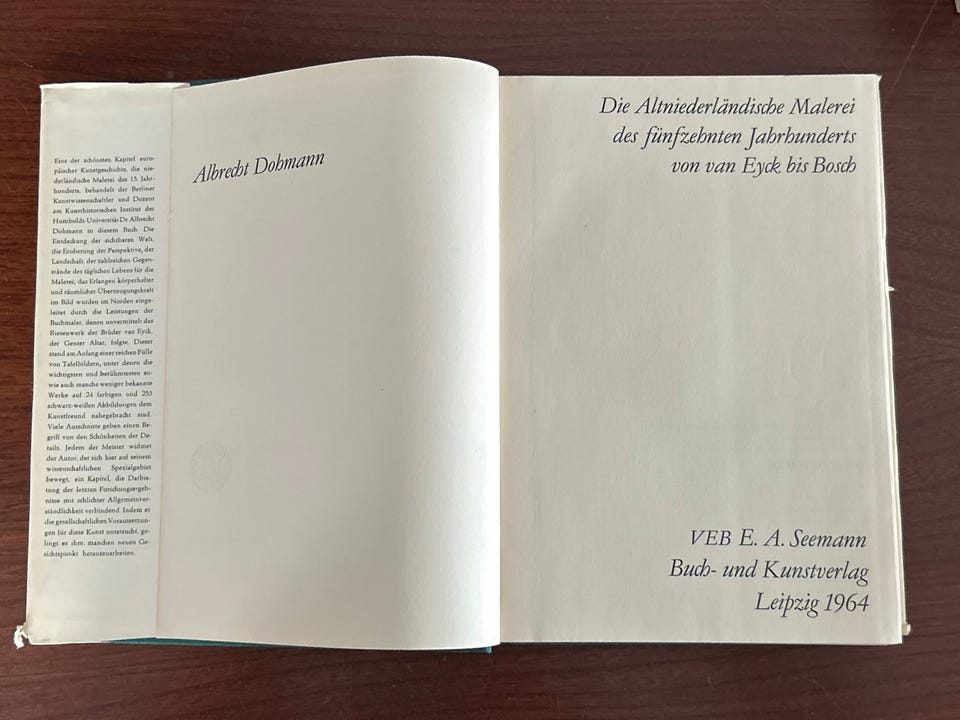 Eins der schönsten Kapitel euro-
päischer Kunstgeschichte, die nie-
derländische Malerei des 15. Jahr-
hunderts, behandelt der Berliner
Kunstwissenschaftler und Dozent
am Kunsthistorischen Institut der
Humboldt-Universität Dr. Albrecht
Dohmann in diesem Buch. Die
Entdeckung der sichtbaren Welt,
die Eroberung der Perspektive, der
Landschaft, der zahlreichen Gegen-
stände des täglichen Lebens für die
Malerei, das Erlangen körperhafter
und räumlicher Überzeugungskraft
im Bild wurden im Norden einge-
leitet durch die Leistungen der
Buchmaler, denen unvermittelt das
Riesenwerk der Brüder van Eyck,
der Genter Altar, folgte. Dieser
stand am Anfang einer reichen Fülle
von Tafelbildern, unter denen die
wichtigsten und berühmtesten so-
wie auch manche weniger bekannte
Werke auf 24 farbigen und 253
schwarz-weißen Abbildungen dem
Kunstfreund nahegebracht sind.
Viele Ausschnitte geben einen Be-
griff von den Schönheiten der De-
tails. Jedem der Meister widmet
der Autor, der sich hier auf seinem
wissenschaftlichen Spezialgebiet
bewegt, ein Kapitel, die Darbie-
tung der letzten Forschungsergeb-
nisse mit schlichter Allgemeinver-
ständlichkeit verbindend. Indem er
die gesellschaftlichen Voraussetzun-
gen für diese Kunst untersucht, ge-
lingt es ihm, manchen neuen Ge-
sichtspunkt herauszuarbeiten.
Albrecht Dohmann
Die Altniederländische Malerei
des fünfzehnten Jahrhunderts
von van Eyck bis Bosch
VEB E. A. Seemann
Buch- und Kunstverlag
Leipzig 1964